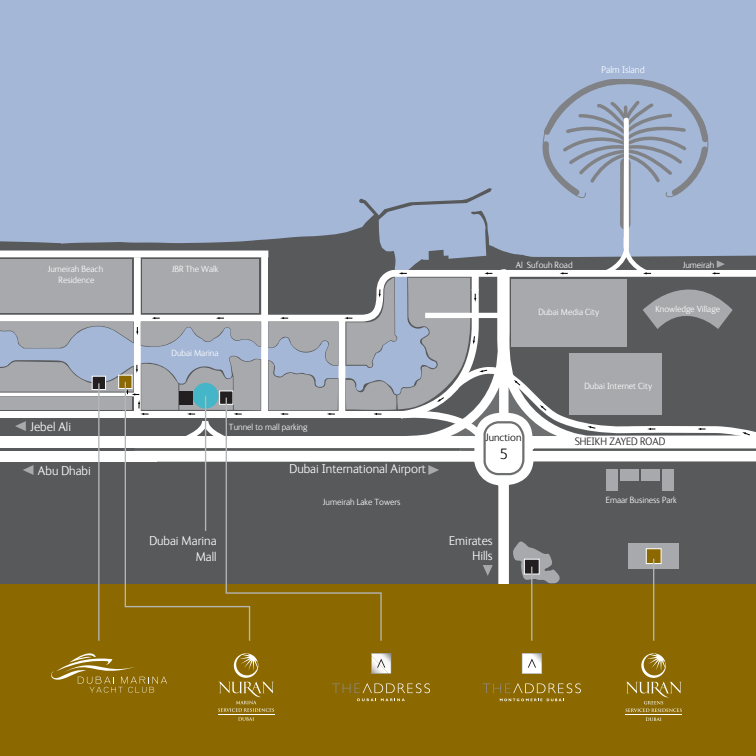 Palm Island
Al Sufouh Road
Jumeirah
Jumeirah Beach
Residence
JBR The Walk
Dubai Media City
Knowledge Village
Dubai Marina
Dubai Internet City
Jebel Ali
Tunnel to mall parking
Junction
5
SHEIKH ZAYED ROAD
Abu Dhabi
Dubai International Airport
Jumeirah Lake Towers
Emaar Business Park
Dubai Marina
Mall
Emirates
Hills
DUBAI MARINA
YACHT CLUB
NURAN
MARINA
SERVICED RESIDENCES
DUBAI
THE ADDRESS
DUBAI MARINA
THE ADDRESS
MONTGOMERIE DUBAI
NURAN
GREENS
SERVICED RESIDENCES
DUBAI